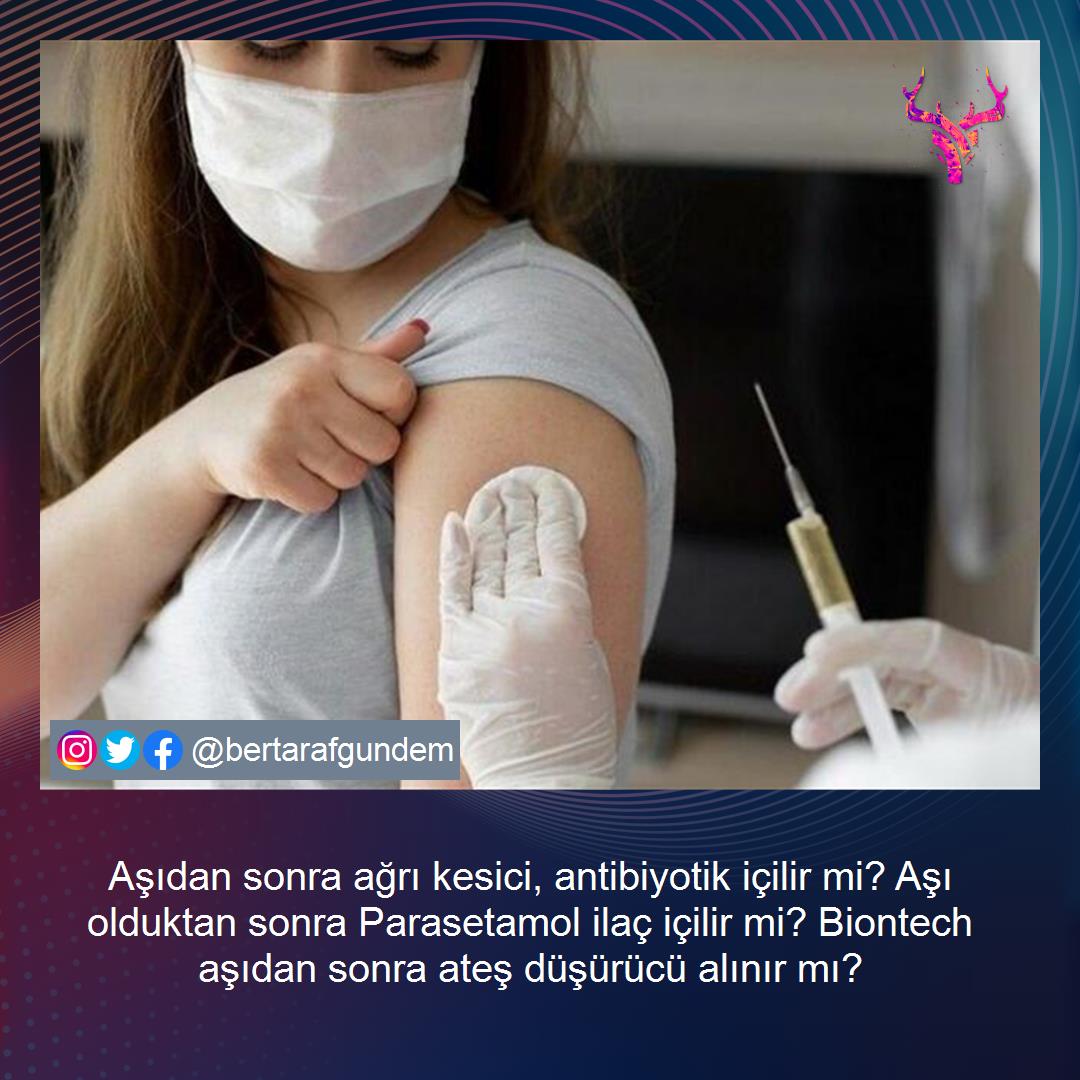 @bertarafgundem
Aşıdan sonra ağrı kesici, antibiyotik içilir mi? Aşı
olduktan sonra Parasetamol ilaç içilir mi? Biontech
aşıdan sonra ateş düşürücü alınır mı?